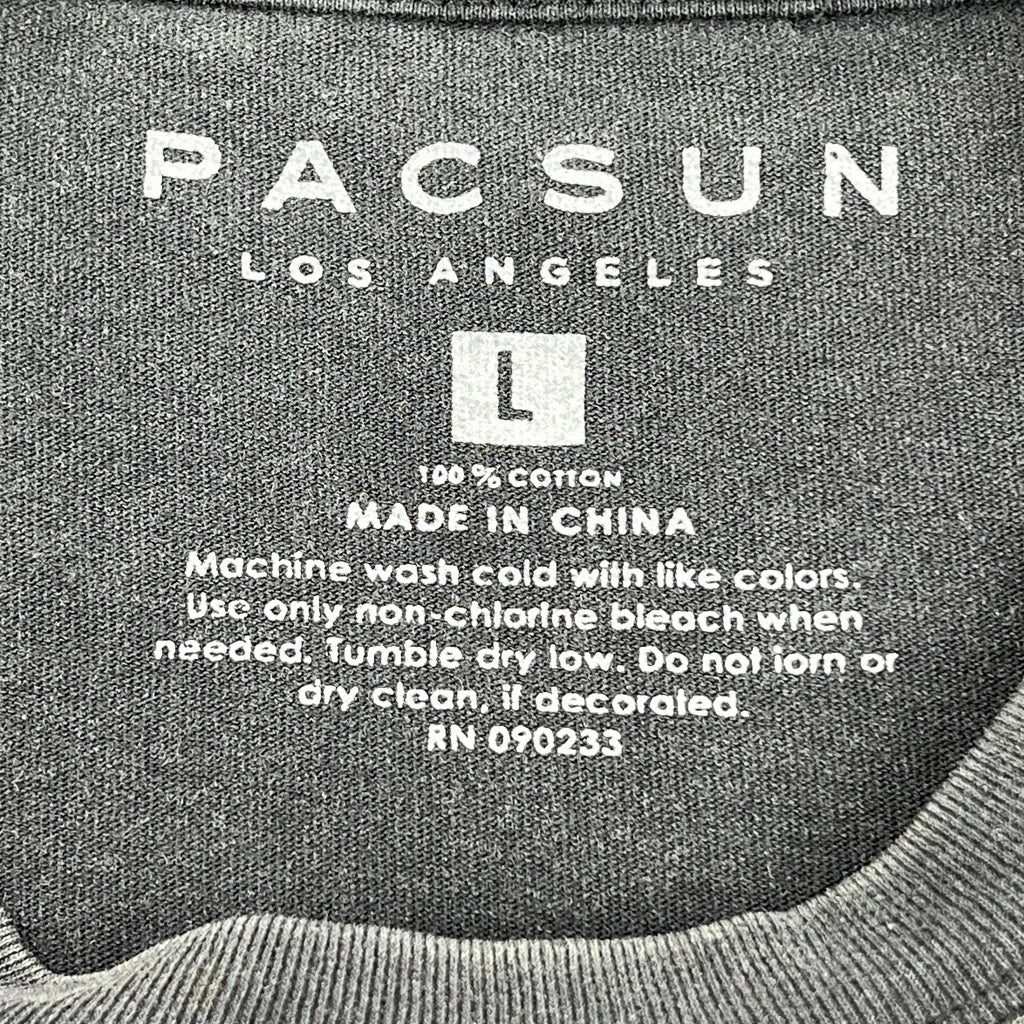 PACSUN
LOS ANGELES
L
100% COTTON
MADE IN CHINA
Machine wash cold with like colors.
Use only non-chlorine bleach when
needed. Tumble dry low. Do not iorn or
dry clean, if decorated.
RN 090233